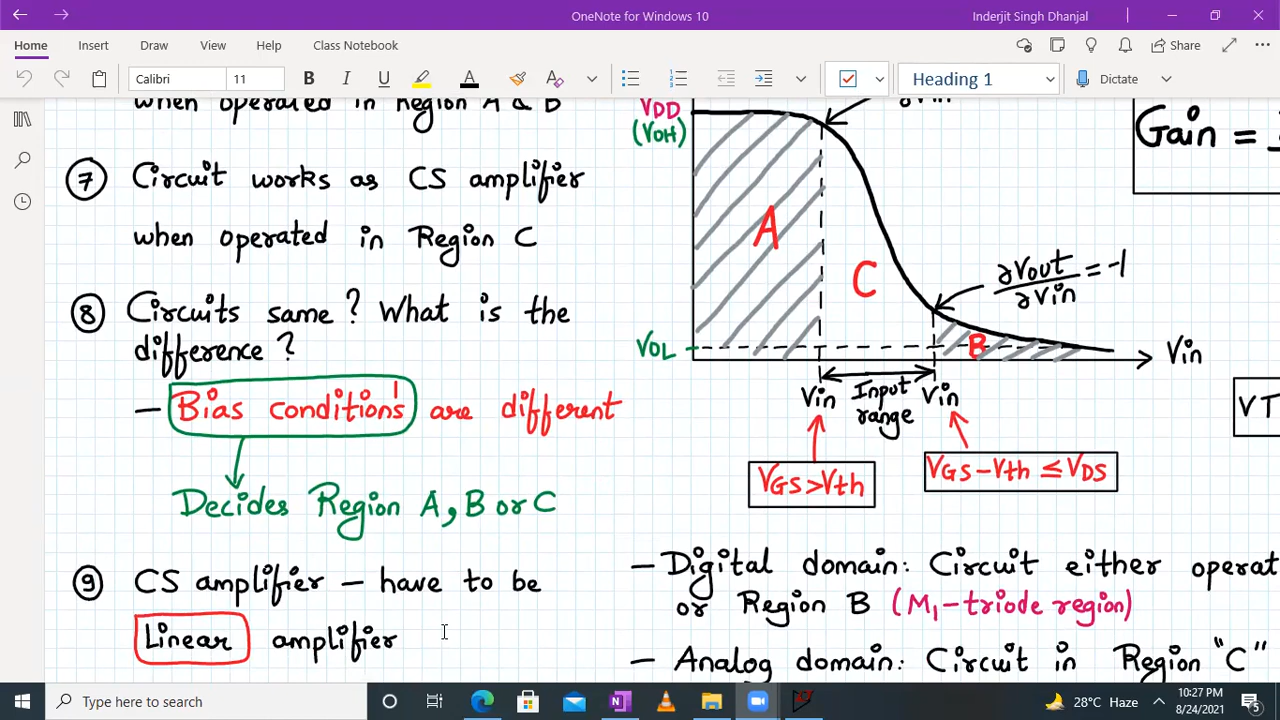 OneNote for Windows 10
Inderjit Singh Dhanjal
Home Insert Draw View Help Class Notebook
Share
Calibri 11 B I U A Heading 1 Dictate
when operated in Region A & B
⑦ Circuit works as CS amplifier
when operated in Region C
⑧ Circuits same? What is the
difference?
– Bias conditions are different
Decides Region A, B or C
⑨ CS amplifier – have to be
Linear amplifier
VDD
(VOH)
A
C
B
∂Vout/∂Vin = -1
VOL
Vin
Vin Input range Vin
VGS>Vth
VGS-Vth ≤ VDS
Gain =
VT
– Digital domain: Circuit either operat
or Region B (M1-triode region)
– Analog domain: Circuit in Region "C"
Type here to search
28°C Haze
10:27 PM
8/24/2021
5